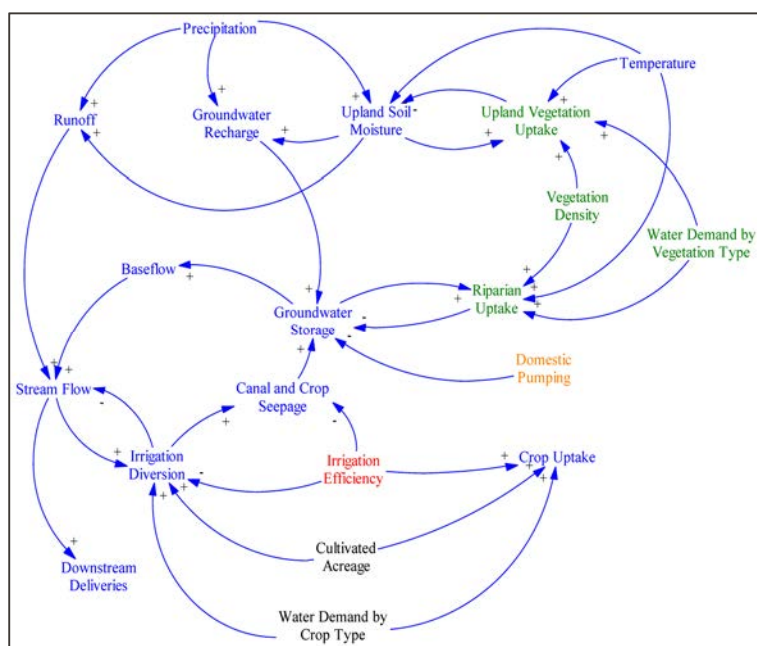 Precipitation
Temperature
Runoff
Groundwater
Recharge
Upland Soil
Moisture
Upland Vegetation
Uptake
Vegetation
Density
Water Demand by
Vegetation Type
Baseflow
Riparian
Uptake
Groundwater
Storage
Domestic
Pumping
Stream Flow
Canal and Crop
Seepage
Irrigation
Diversion
Irrigation
Efficiency
Crop Uptake
Cultivated
Acreage
Downstream
Deliveries
Water Demand by
Crop Type